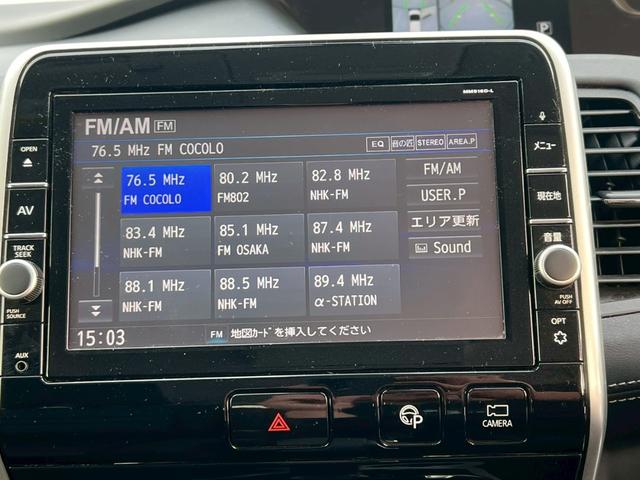 MM516D-L
OPEN
AV
TRACK
SEEK
PUSH
SOURCE
AUX
FM/AM FM
76.5 MHz FM COCOLO
EQ 音の匠 STEREO AREA.P
76.5 MHz
FM COCOLO
80.2 MHz
FM802
82.8 MHz
NHK-FM
83.4 MHz
NHK-FM
85.1 MHz
FM OSAKA
87.4 MHz
NHK-FM
88.1 MHz
NHK-FM
88.5 MHz
NHK-FM
89.4 MHz
α-STATION
FM/AM
USER.P
エリア更新
Sound
15:03
FM 地図ｶｰﾄﾞを挿入してください
メニュー
現在地
音量
PUSH
AV OFF
OPT
P
CAMERA
P